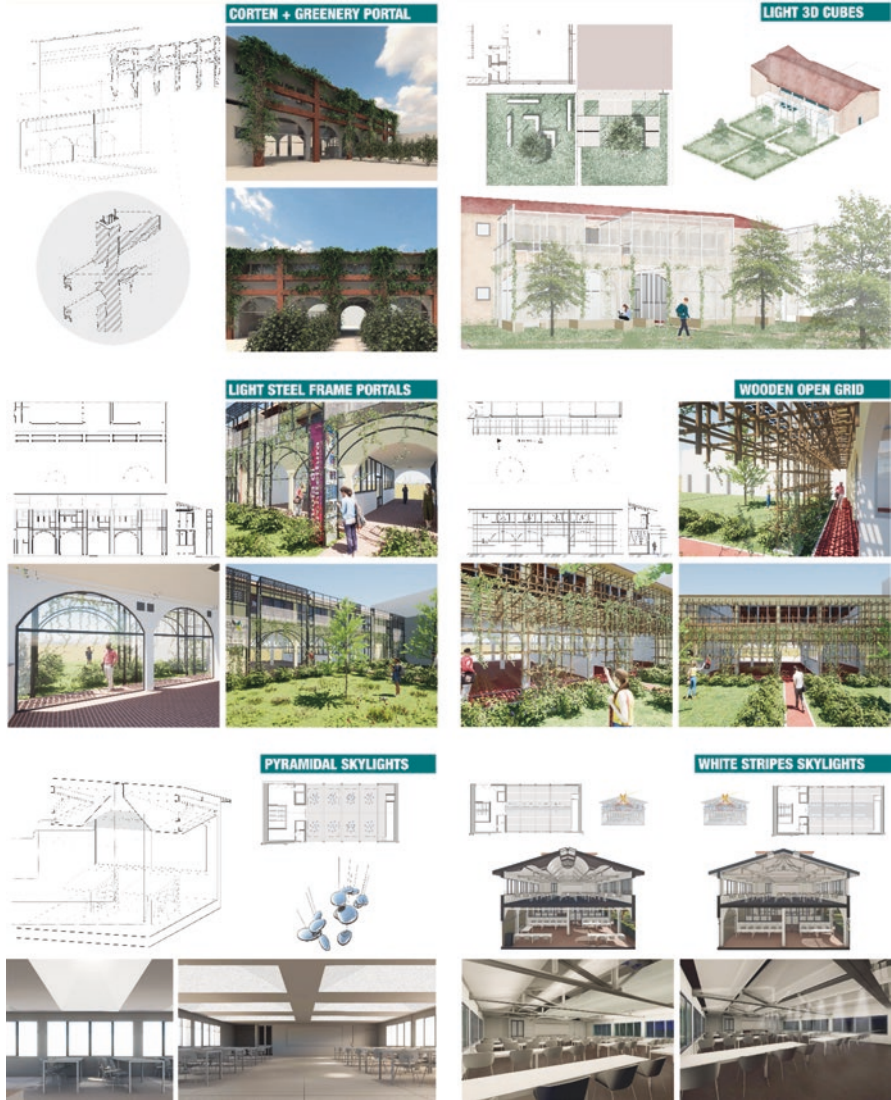 CORTEN + GREENERY PORTAL
LIGHT 3D CUBES
LIGHT STEEL FRAME PORTALS
WOODEN OPEN GRID
PYRAMIDAL SKYLIGHTS
WHITE STRIPES SKYLIGHTS